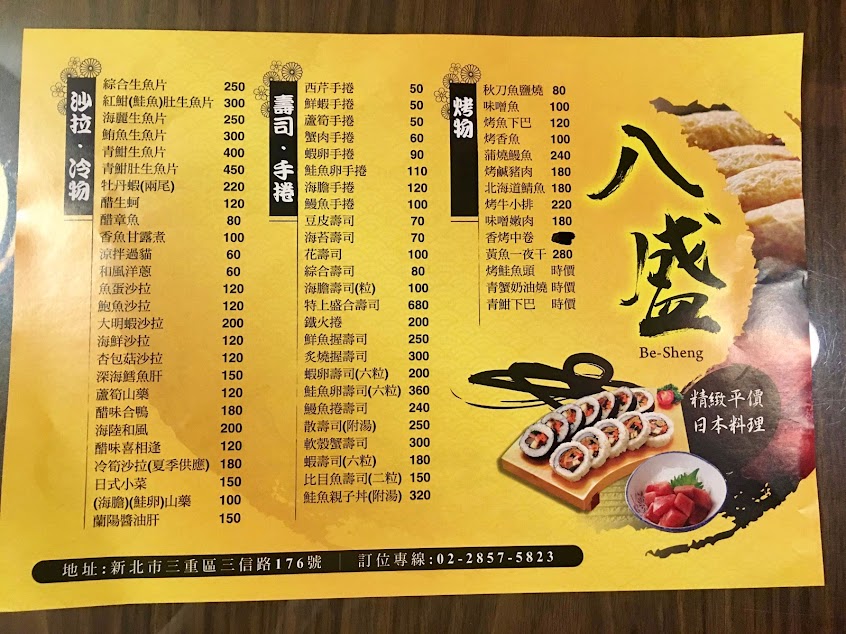 沙拉．冷物
綜合生魚片 250
紅魽(鮭魚)肚生魚片 300
海鱺生魚片 250
鮪魚生魚片 300
青魽生魚片 400
青魽肚生魚片 450
牡丹蝦(兩尾) 220
醋生蚵 120
醋章魚 80
香魚甘露煮 100
涼拌過貓 60
和風洋蔥 60
魚蛋沙拉 120
鮑魚沙拉 120
大明蝦沙拉 200
海鮮沙拉 120
杏包菇沙拉 120
深海鱈魚肝 150
蘆筍山藥 120
醋味合鴨 180
海陸和風 200
醋味喜相逢 120
冷筍沙拉(夏季供應) 180
日式小菜 150
(海膽)(鮭卵)山藥 100
蘭陽醬油肝 150
壽司．手捲
西芹手捲 50
鮮蝦手捲 50
蘆筍手捲 50
蟹肉手捲 60
蝦卵手捲 90
鮭魚卵手捲 110
海膽手捲 120
鰻魚手捲 100
豆皮壽司 70
海苔壽司 70
花壽司 100
綜合壽司 80
海膽壽司(粒) 100
特上盛合壽司 680
鐵火捲 200
鮮魚握壽司 250
炙燒握壽司 300
蝦卵壽司(六粒) 200
鮭魚卵壽司(六粒) 360
鰻魚捲壽司 240
散壽司(附湯) 250
軟殼蟹壽司 300
蝦壽司(六粒) 180
比目魚壽司(二粒) 150
鮭魚親子丼(附湯) 320
烤物
秋刀魚鹽燒 80
味噌魚 100
烤魚下巴 120
烤香魚 100
蒲燒鰻魚 240
烤鹹豬肉 180
北海道鯖魚 180
烤牛小排 220
味噌嫩肉 180
香烤中卷
黃魚一夜干 280
烤鮭魚頭 時價
青蟹奶油燒 時價
青魽下巴 時價
八盛
Be-Sheng
精緻平價
日本料理
地址:新北市三重區三信路176號 訂位專線:02-2857-5823